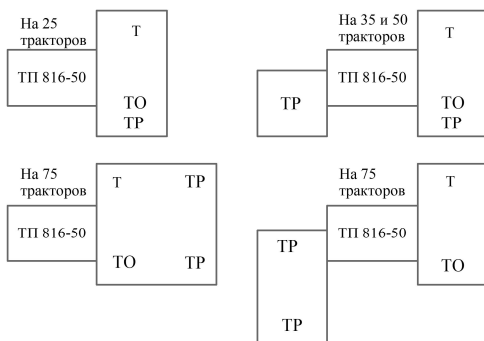 На 25
тракторов
Т
ТП 816-50
ТО
ТР
На 35 и 50
тракторов
Т
ТП 816-50
ТР
ТО
ТР
На 75
тракторов
Т
ТР
ТП 816-50
ТО
ТР
На 75
тракторов
Т
ТП 816-50
ТР
ТО
ТР